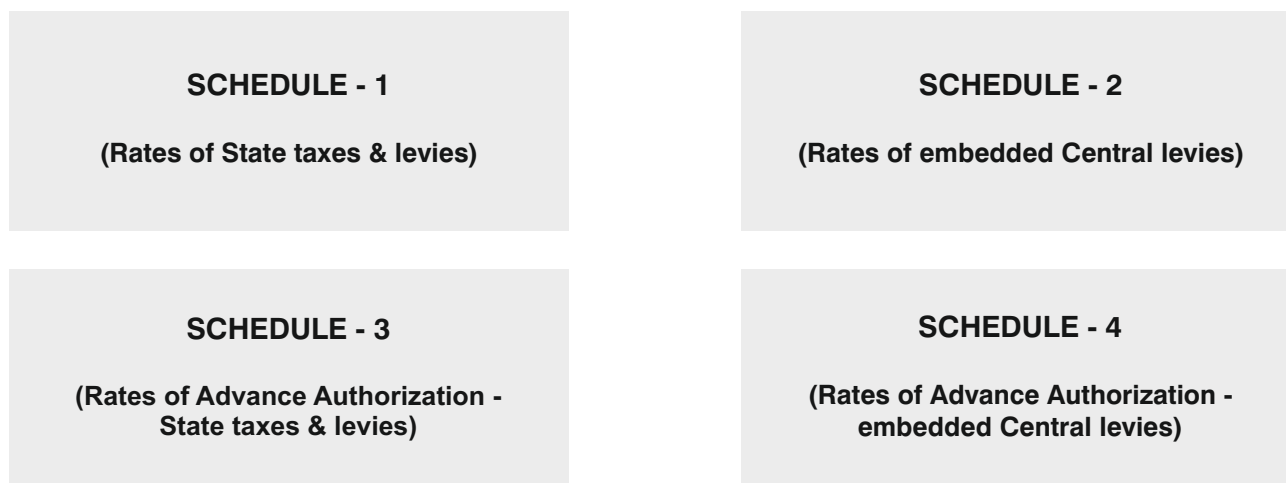 SCHEDULE - 1
(Rates of State taxes & levies)
SCHEDULE - 2
(Rates of embedded Central levies)
SCHEDULE - 3
(Rates of Advance Authorization -
State taxes & levies)
SCHEDULE - 4
(Rates of Advance Authorization -
embedded Central levies)